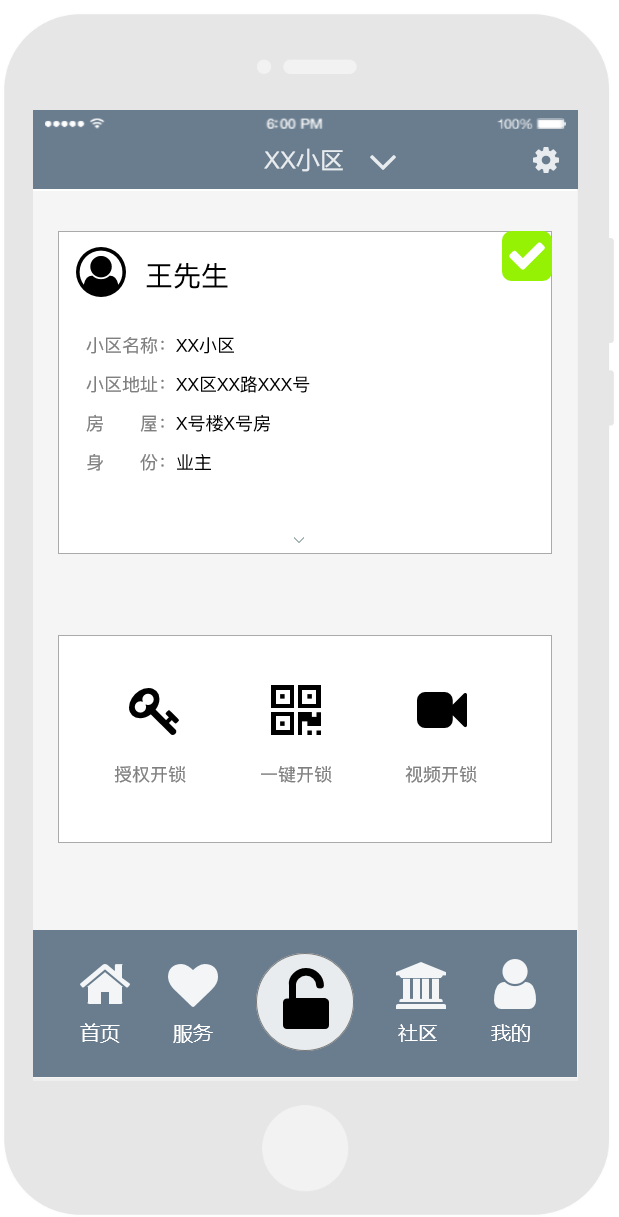 6:00 PM 100%
XX小区
王先生
小区名称：XX小区
小区地址：XX区XX路XXX号
房　　屋：X号楼X号房
身　　份：业主
授权开锁 一键开锁 视频开锁
首页 服务 社区 我的